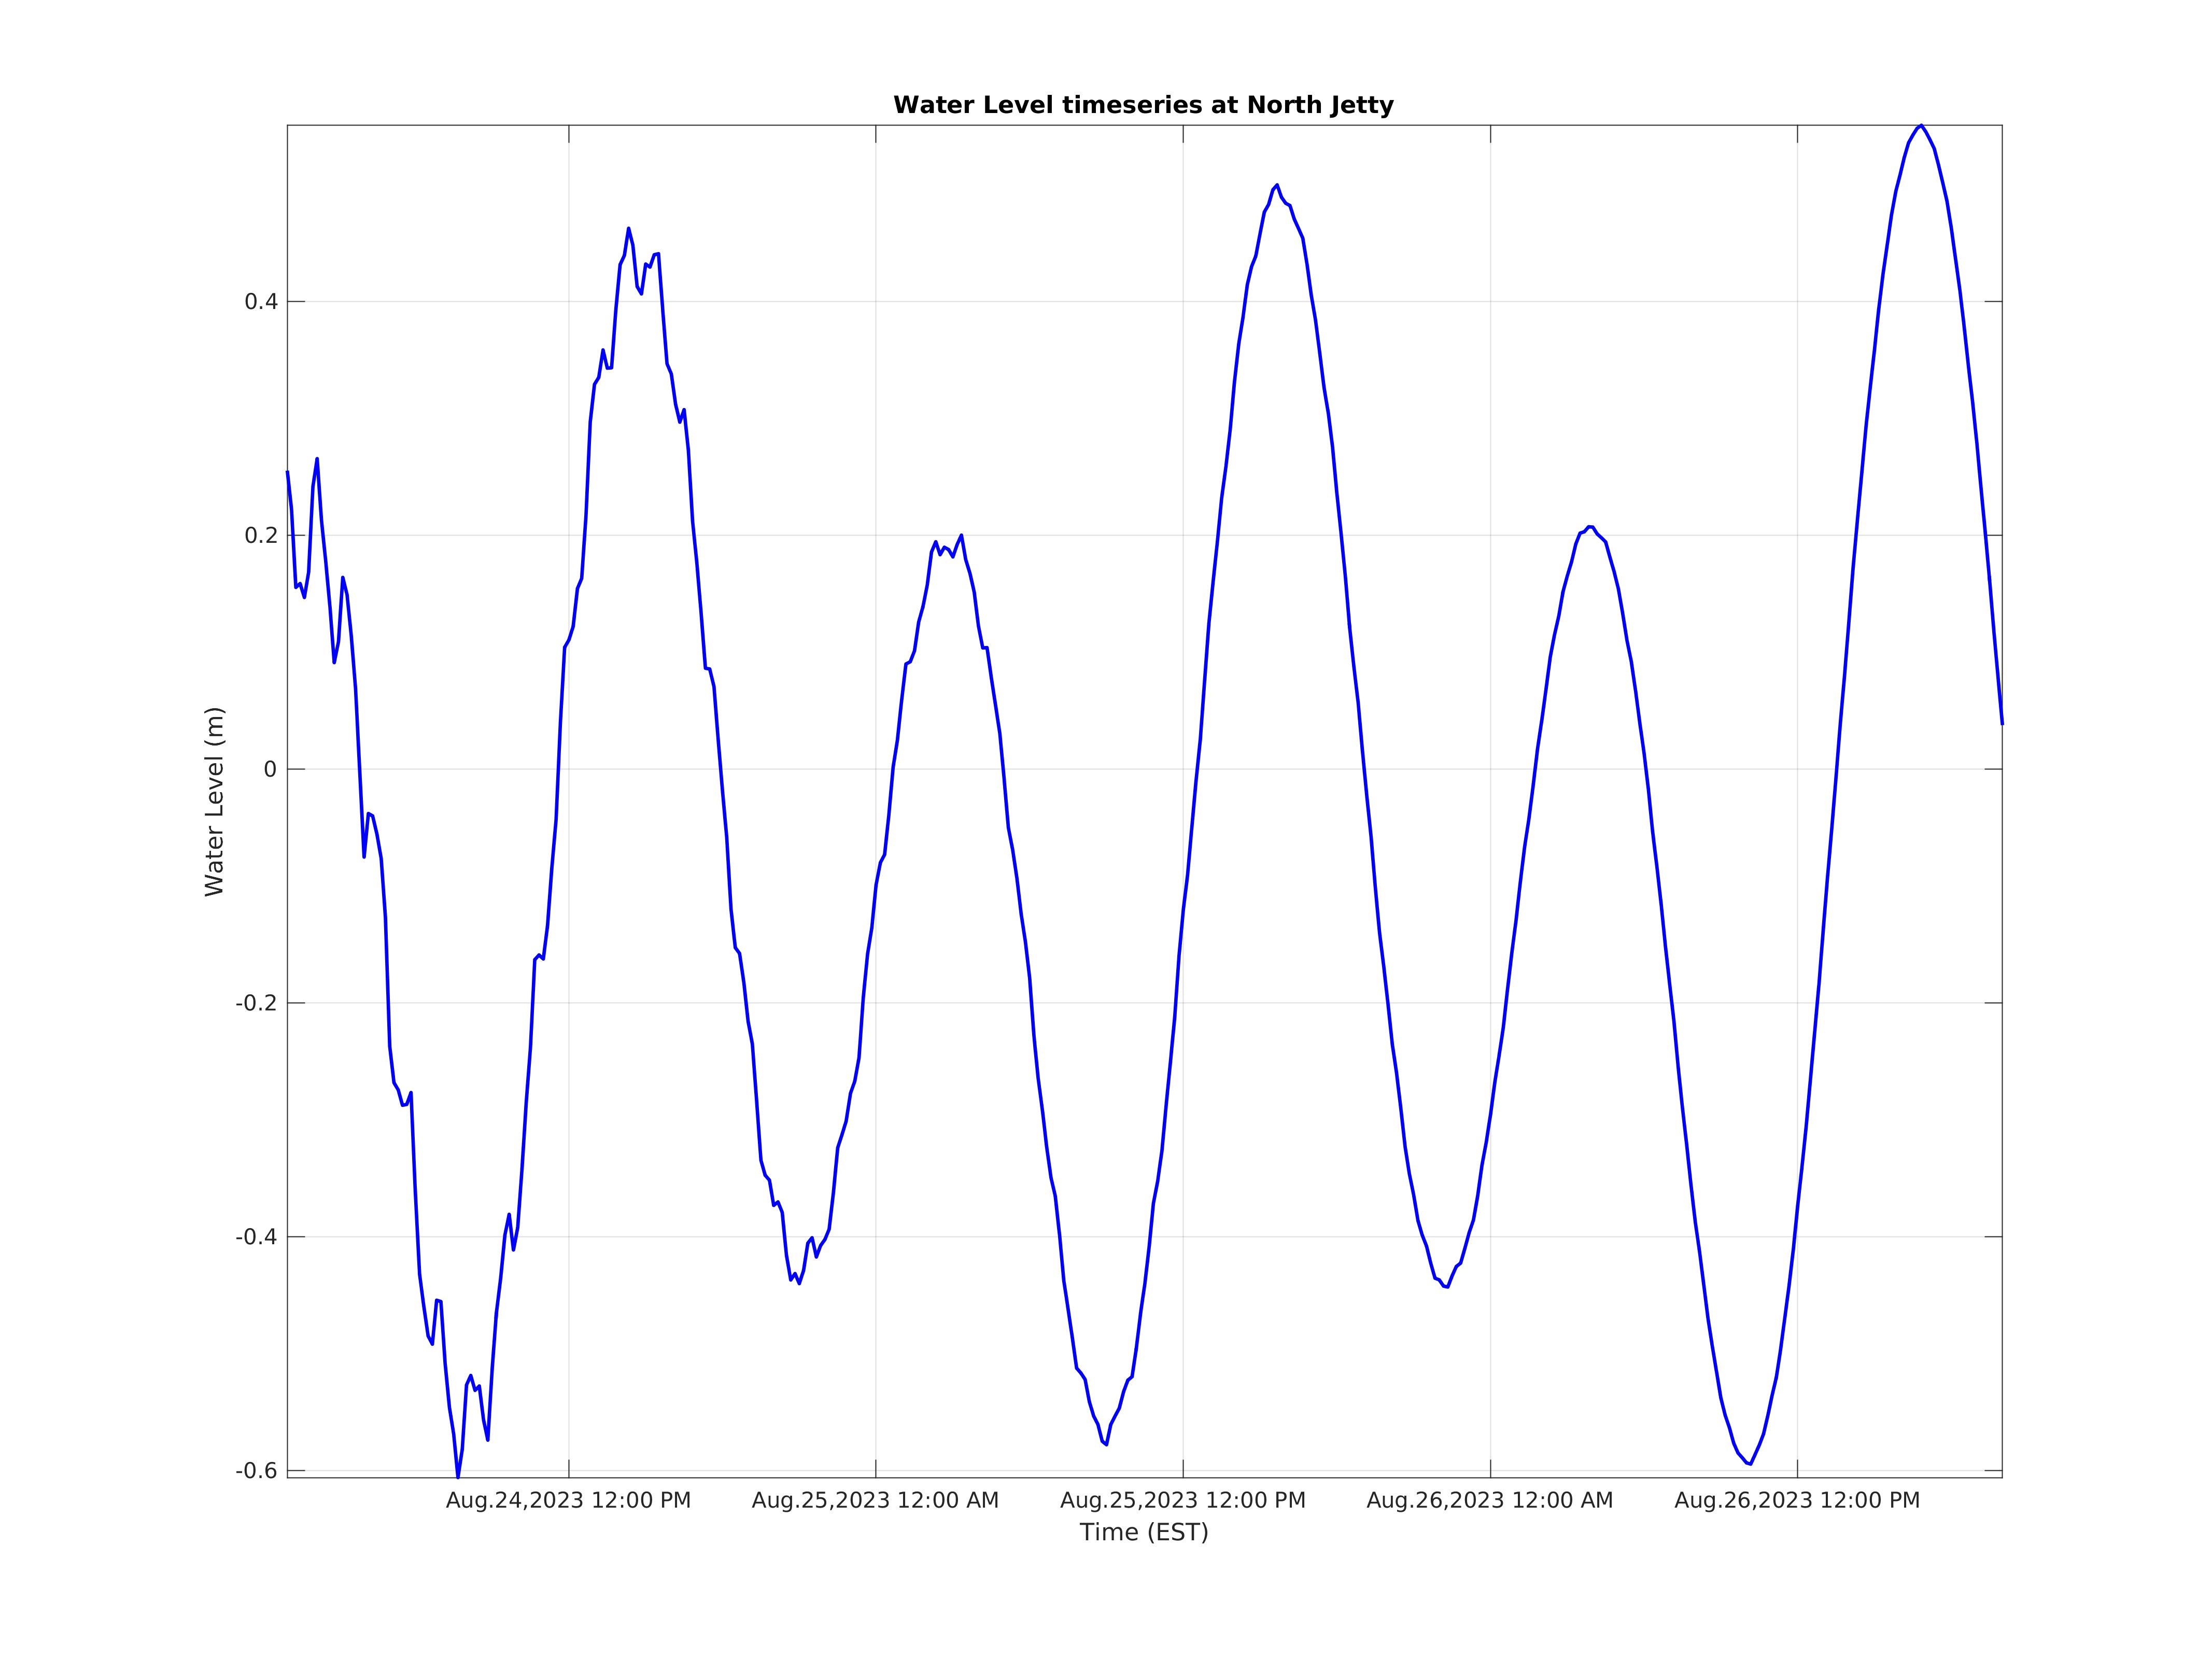 Water Level timeseries at North Jetty
0.4
0.2
0
-0.2
-0.4
-0.6
Water Level (m)
Aug.24,2023 12:00 PM
Aug.25,2023 12:00 AM
Aug.25,2023 12:00 PM
Aug.26,2023 12:00 AM
Aug.26,2023 12:00 PM
Time (EST)